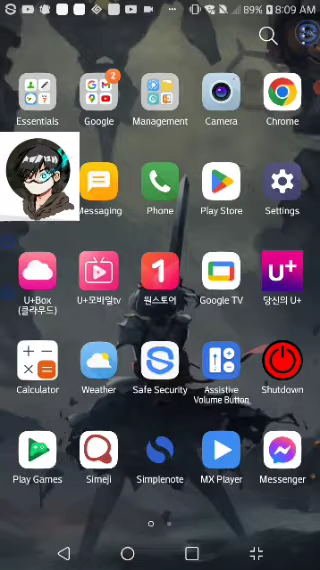 89% 8:09 AM
2
Essentials Google Management Camera Chrome
Messaging Phone Play Store Settings
U+Box U+모바일tv 원스토어 Google TV 당신의 U+
(클라우드)
Calculator Weather Safe Security Assistive Shutdown
Volume Button
Play Games Simeji Simplenote MX Player Messenger